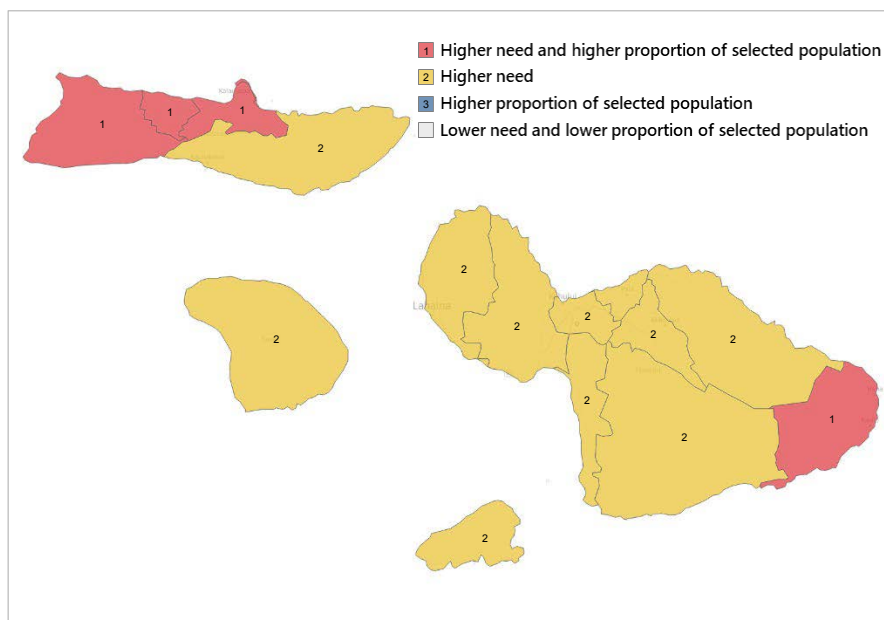 1 Higher need and higher proportion of selected population
2 Higher need
3 Higher proportion of selected population
Lower need and lower proportion of selected population
1
1
1
2
2
2
Lahaina
2
2
2
2
2
2
1
2